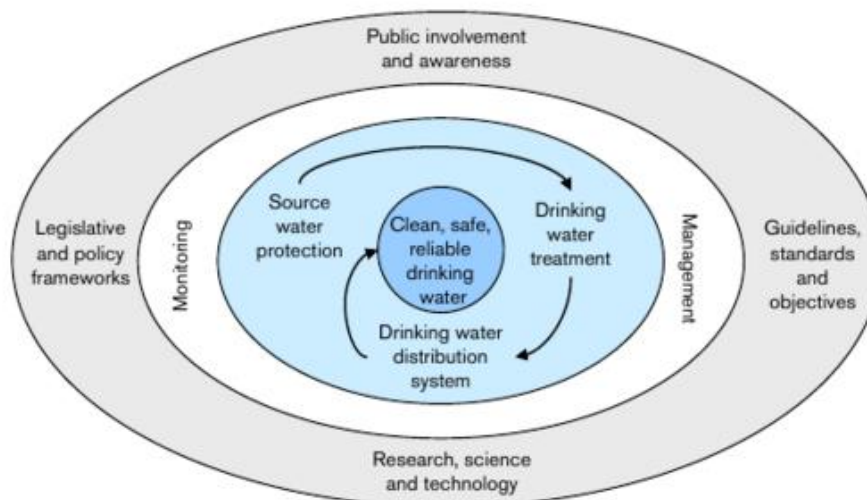 Public involvement
and awareness
Legislative
and policy
frameworks
Monitoring
Source
water
protection
Clean, safe,
reliable
drinking
water
Drinking
water
treatment
Management
Guidelines,
standards
and
objectives
Drinking water
distribution
system
Research, science
and technology